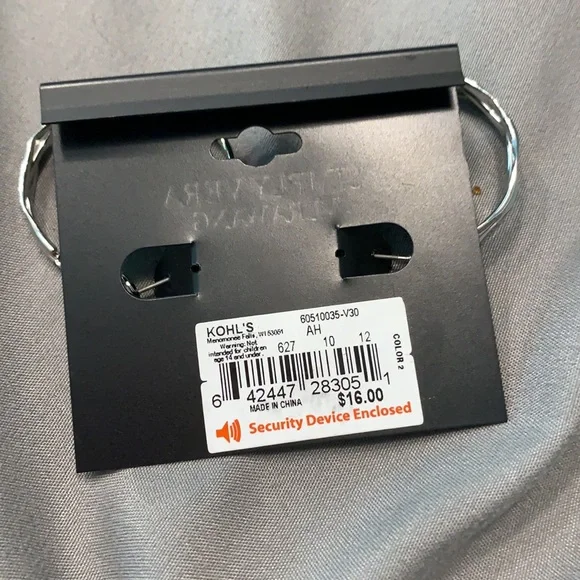 KOHL'S
60510035-V30
Menomonee Falls, WI 53051
AH
Warning: Not
intended for children
age 14 and under.
627 10 12
COLOR 2
6 42447 28305 1
MADE IN CHINA
$16.00
Security Device Enclosed